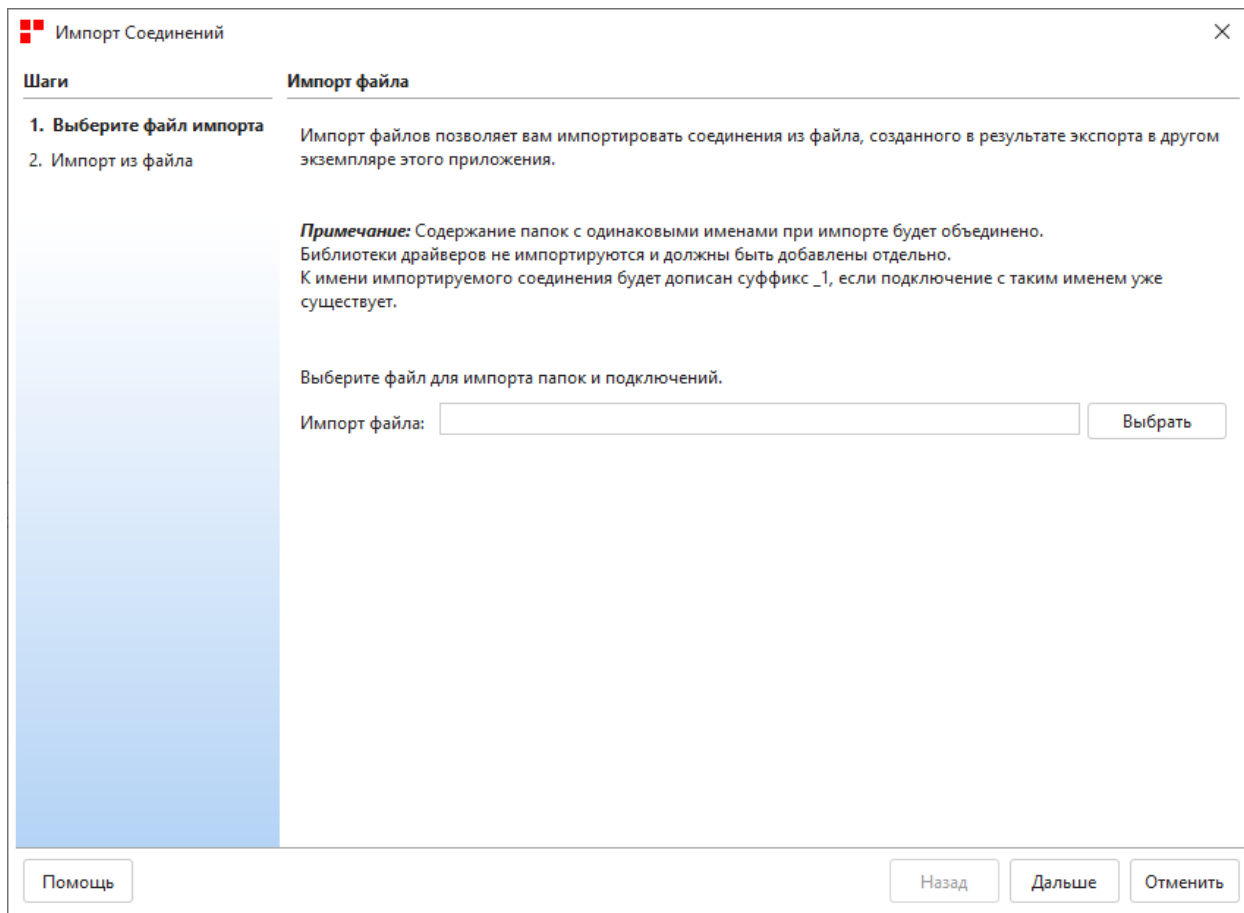 Импорт Соединений
Шаги
1. Выберите файл импорта
2. Импорт из файла
Импорт файла
Импорт файлов позволяет вам импортировать соединения из файла, созданного в результате экспорта в другом
экземпляре этого приложения.
Примечание: Содержание папок с одинаковыми именами при импорте будет объединено.
Библиотеки драйверов не импортируются и должны быть добавлены отдельно.
К имени импортируемого соединения будет дописан суффикс _1, если подключение с таким именем уже
существует.
Выберите файл для импорта папок и подключений.
Импорт файла:
Выбрать
Помощь
Назад
Дальше
Отменить